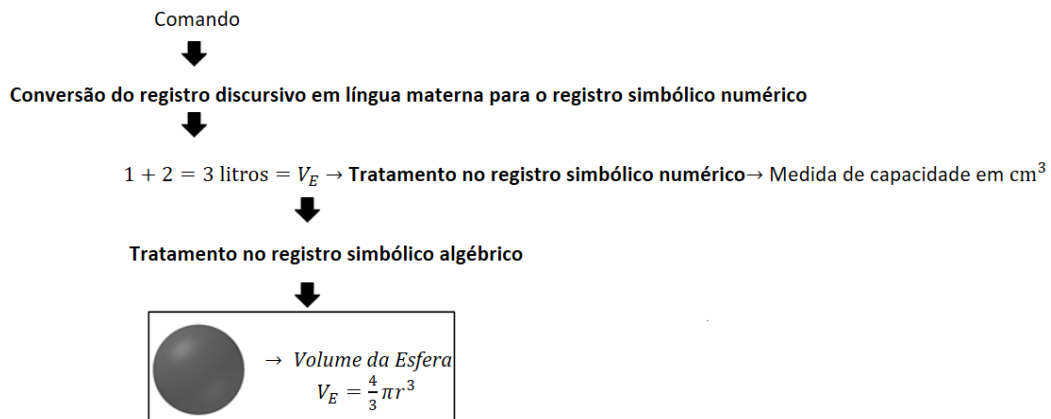 Comando
Conversão do registro discursivo em língua materna para o registro simbólico numérico
1 + 2 = 3 litros = V_E → Tratamento no registro simbólico numérico→ Medida de capacidade em cm³
Tratamento no registro simbólico algébrico
→ Volume da Esfera
V_E = 4/3 πr³